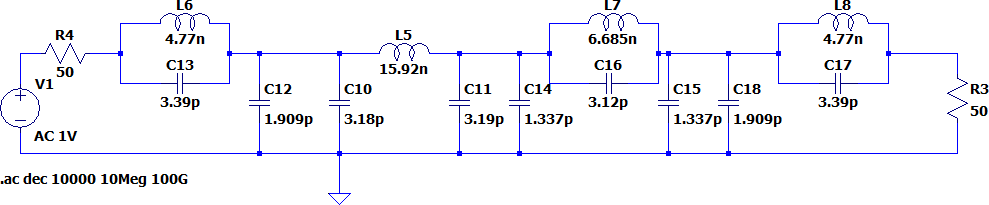 L6
4.77n
R4
50
C13
3.39p
V1
AC 1V
C12
1.909p
C10
3.18p
L5
15.92n
C11
3.19p
C14
1.337p
L7
6.685n
C16
3.12p
C15
1.337p
C18
1.909p
L8
4.77n
C17
3.39p
R3
50
.ac dec 10000 10Meg 100G